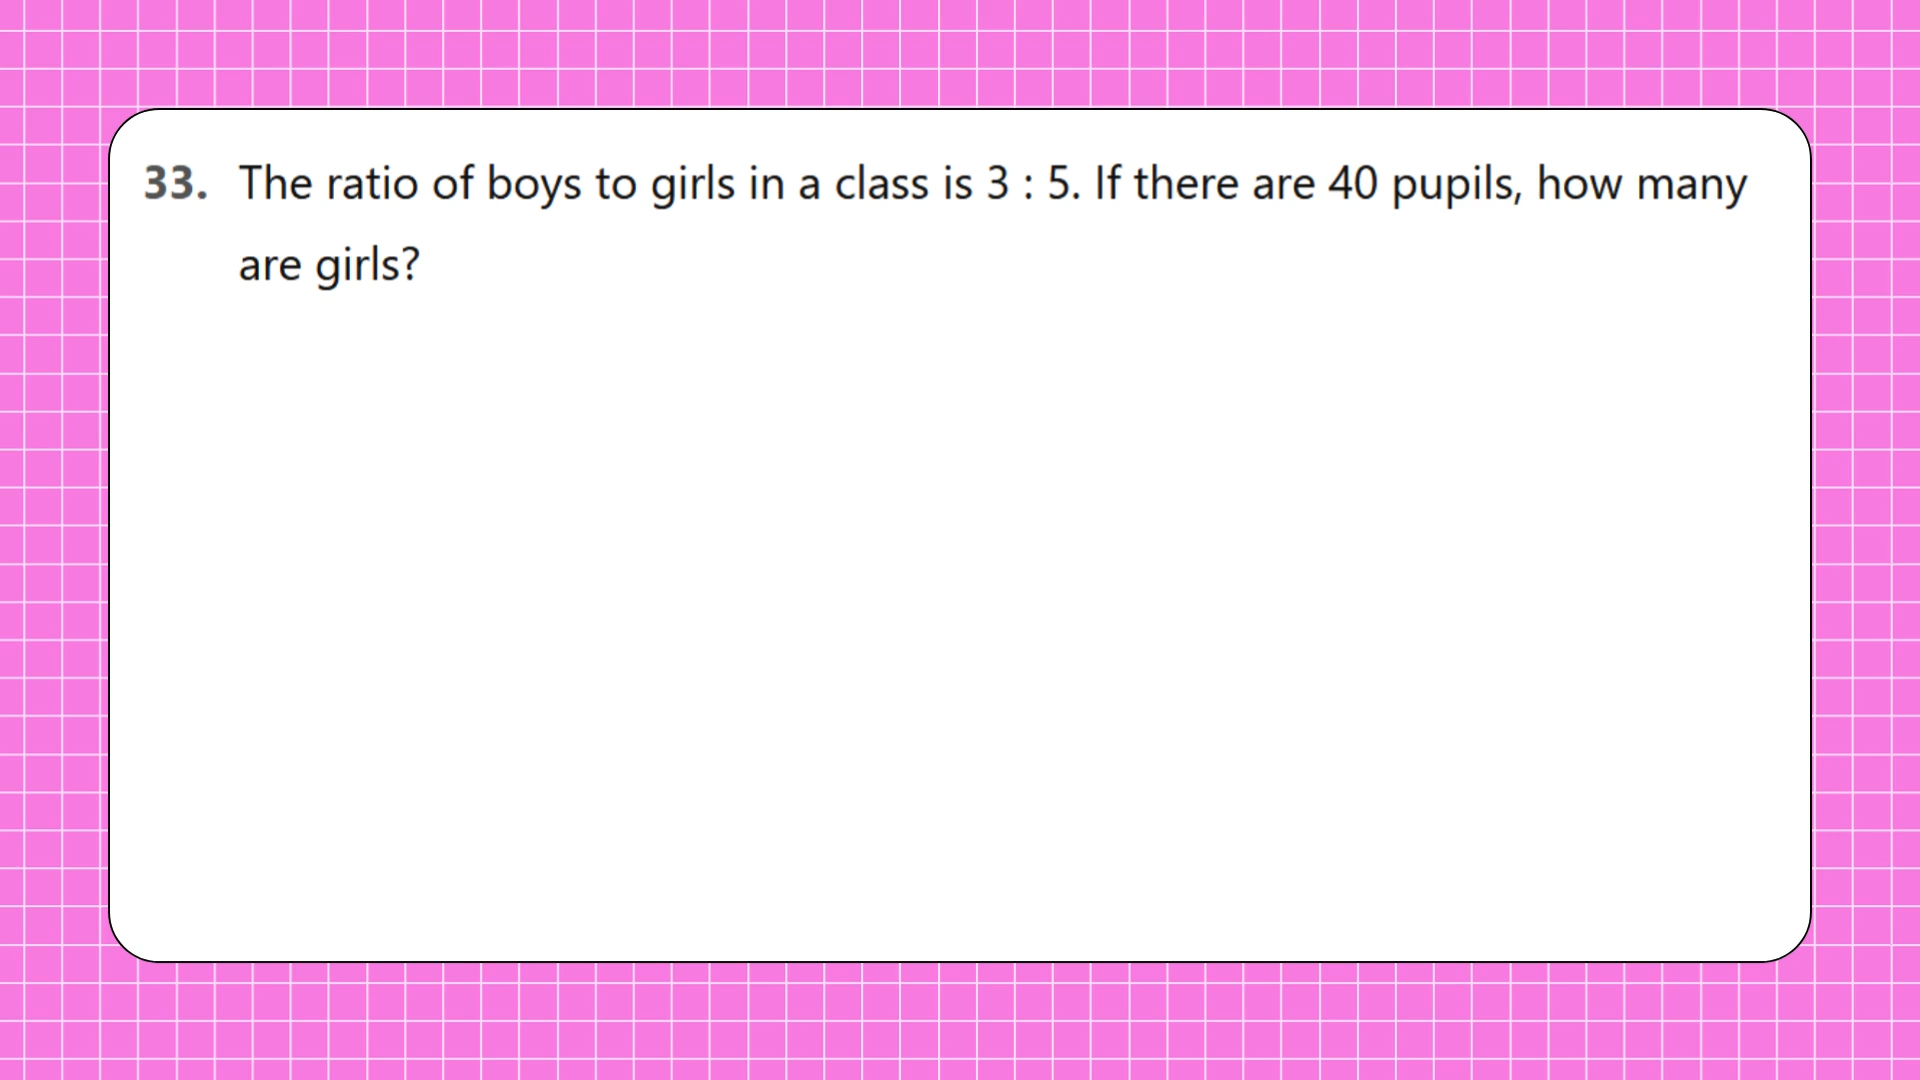 33. The ratio of boys to girls in a class is 3 : 5. If there are 40 pupils, how many
are girls?